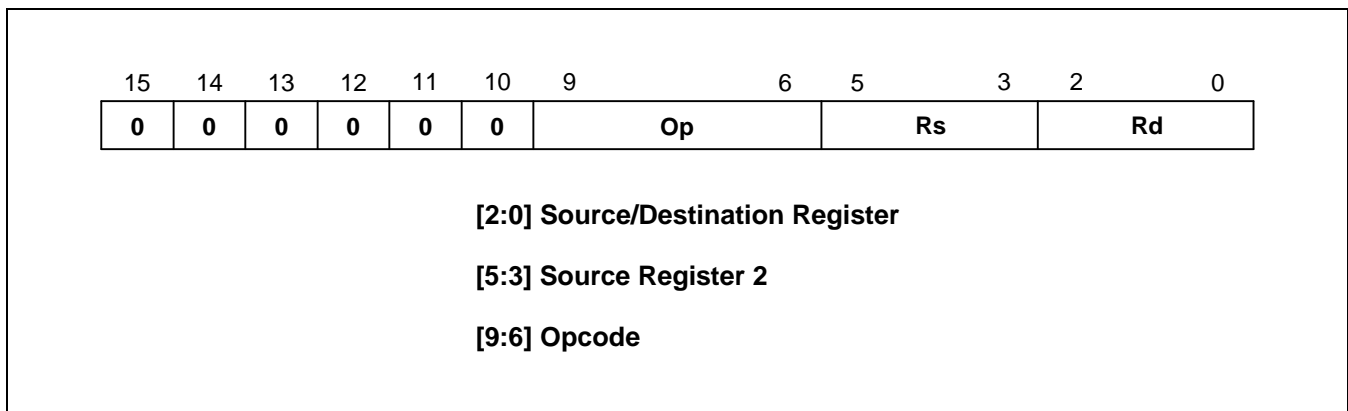 15 14 13 12 11 10 9 6 5 3 2 0
0 0 0 0 0 0 Op Rs Rd
[2:0] Source/Destination Register
[5:3] Source Register 2
[9:6] Opcode